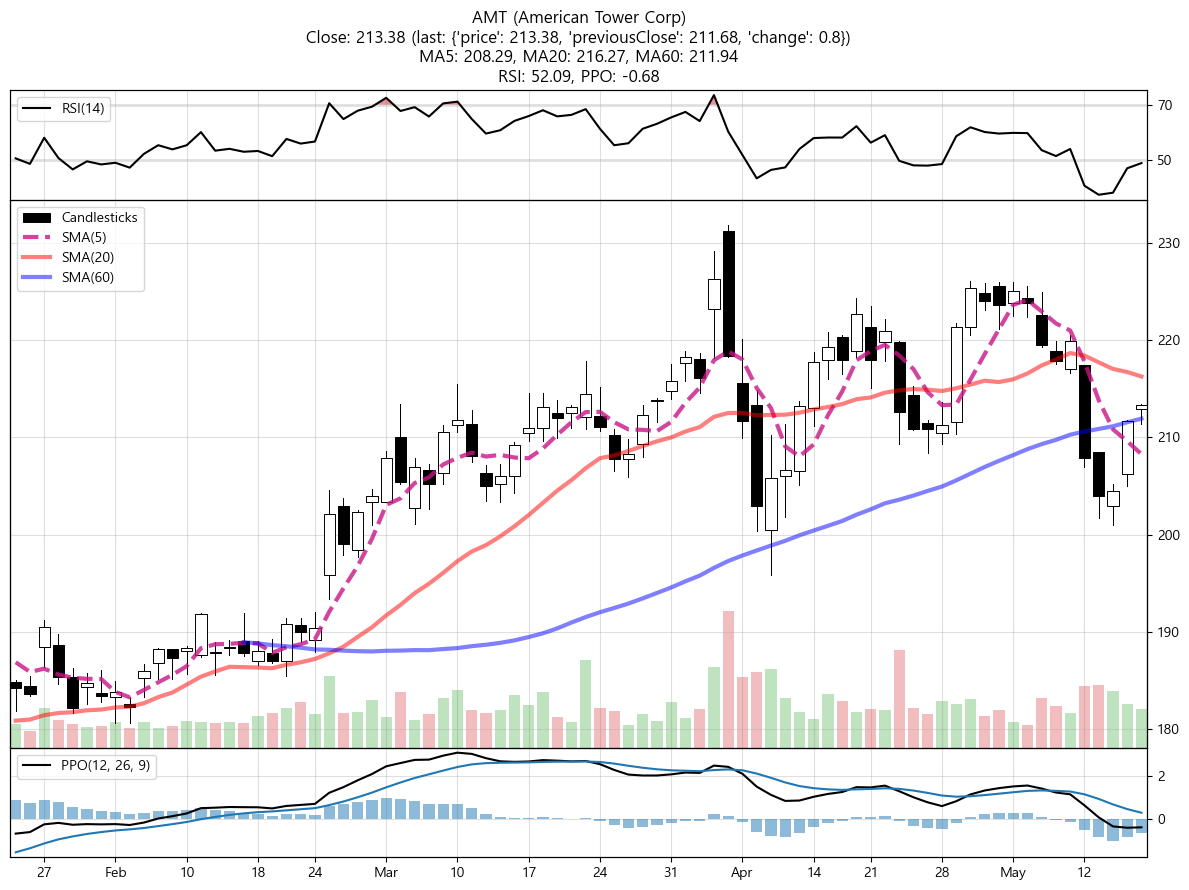 AMT (American Tower Corp)
Close: 213.38 (last: {'price': 213.38, 'previousClose': 211.68, 'change': 0.8})
MA5: 208.29, MA20: 216.27, MA60: 211.94
RSI: 52.09, PPO: -0.68
RSI(14)
70
50
Candlesticks
SMA(5)
SMA(20)
SMA(60)
230
220
210
200
190
180
PPO(12, 26, 9)
2
0
27 Feb 10 18 24 Mar 10 17 24 31 Apr 14 21 28 May 12